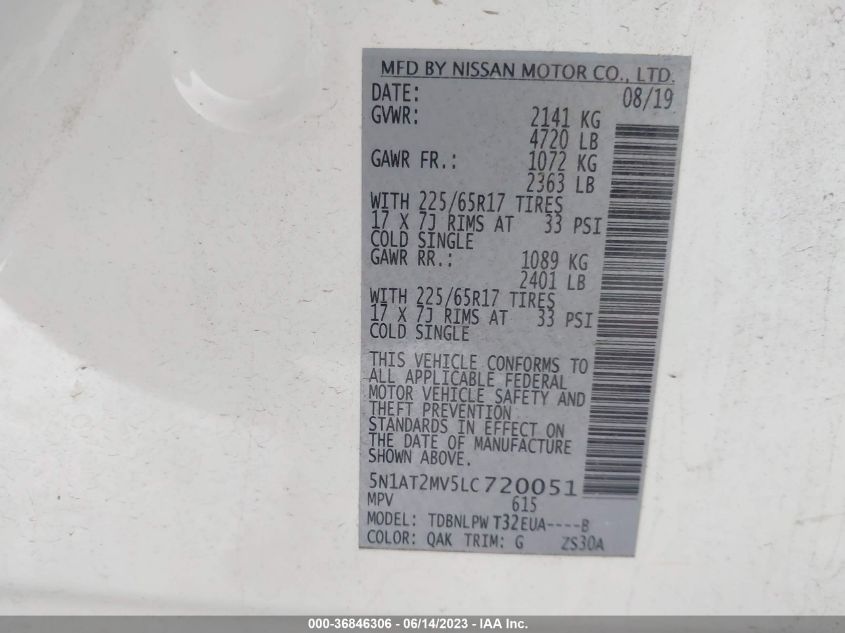 MFD BY NISSAN MOTOR CO., LTD.
DATE: 08/19
GVWR: 2141 KG
4720 LB
GAWR FR.: 1072 KG
2363 LB
WITH 225/65R17 TIRES
17 X 7J RIMS AT 33 PSI
COLD SINGLE
GAWR RR.: 1089 KG
2401 LB
WITH 225/65R17 TIRES
17 X 7J RIMS AT 33 PSI
COLD SINGLE
THIS VEHICLE CONFORMS TO
ALL APPLICABLE FEDERAL
MOTOR VEHICLE SAFETY AND
THEFT PREVENTION
STANDARDS IN EFFECT ON
THE DATE OF MANUFACTURE
SHOWN ABOVE.
5N1AT2MV5LC720051
MPV 615
MODEL: TDBNLPW T32EUA----B
COLOR: QAK TRIM: G ZS30A
000-36846306 - 06/14/2023 - IAA Inc.